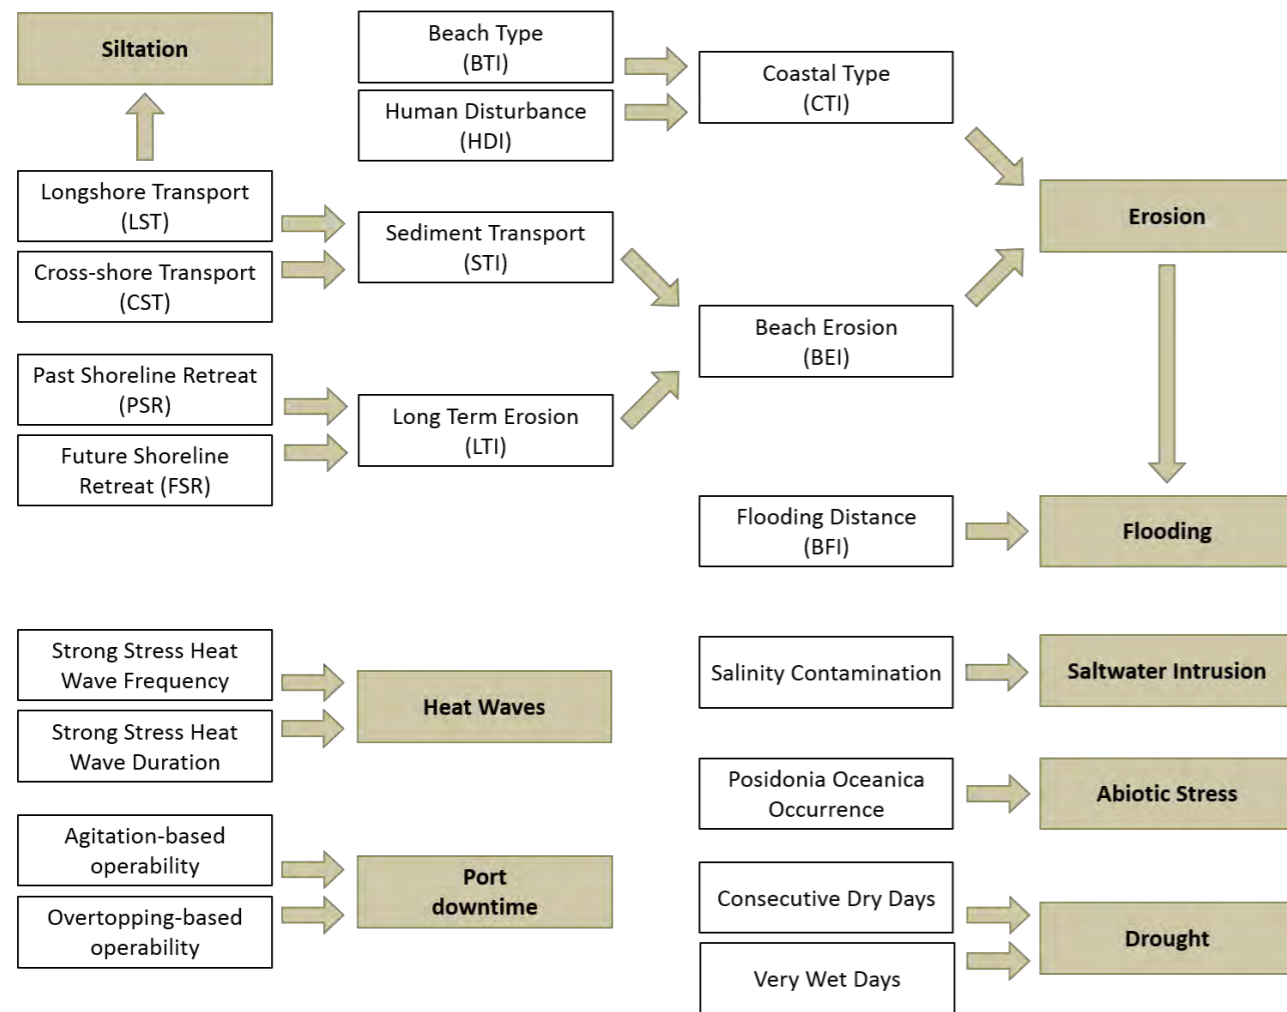 Siltation
Beach Type
(BTI)
Human Disturbance
(HDI)
Coastal Type
(CTI)
Longshore Transport
(LST)
Cross-shore Transport
(CST)
Sediment Transport
(STI)
Erosion
Beach Erosion
(BEI)
Past Shoreline Retreat
(PSR)
Future Shoreline
Retreat (FSR)
Long Term Erosion
(LTI)
Flooding Distance
(BFI)
Flooding
Strong Stress Heat
Wave Frequency
Strong Stress Heat
Wave Duration
Heat Waves
Salinity Contamination
Saltwater Intrusion
Posidonia Oceanica
Occurrence
Abiotic Stress
Agitation-based
operability
Overtopping-based
operability
Port
downtime
Consecutive Dry Days
Very Wet Days
Drought